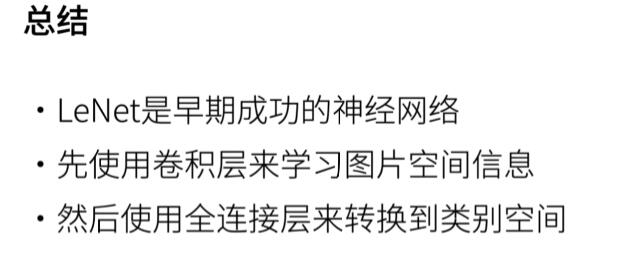 总结
・LeNet是早期成功的神经网络
・先使用卷积层来学习图片空间信息
・然后使用全连接层来转换到类别空间